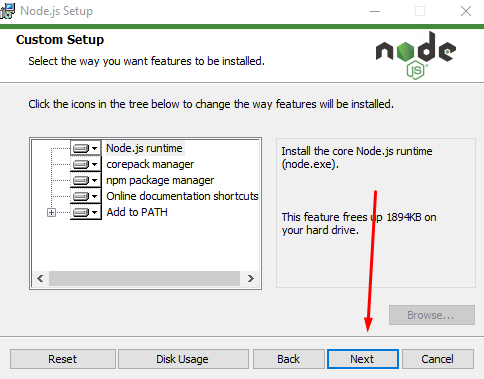 Node.js Setup
Custom Setup
Select the way you want features to be installed.
node
JS
Click the icons in the tree below to change the way features will be installed.
Node.js runtime
corepack manager
npm package manager
Online documentation shortcuts
Add to PATH
Install the core Node.js runtime
(node.exe).
This feature frees up 1894KB on
your hard drive.
Browse...
Reset
Disk Usage
Back
Next
Cancel